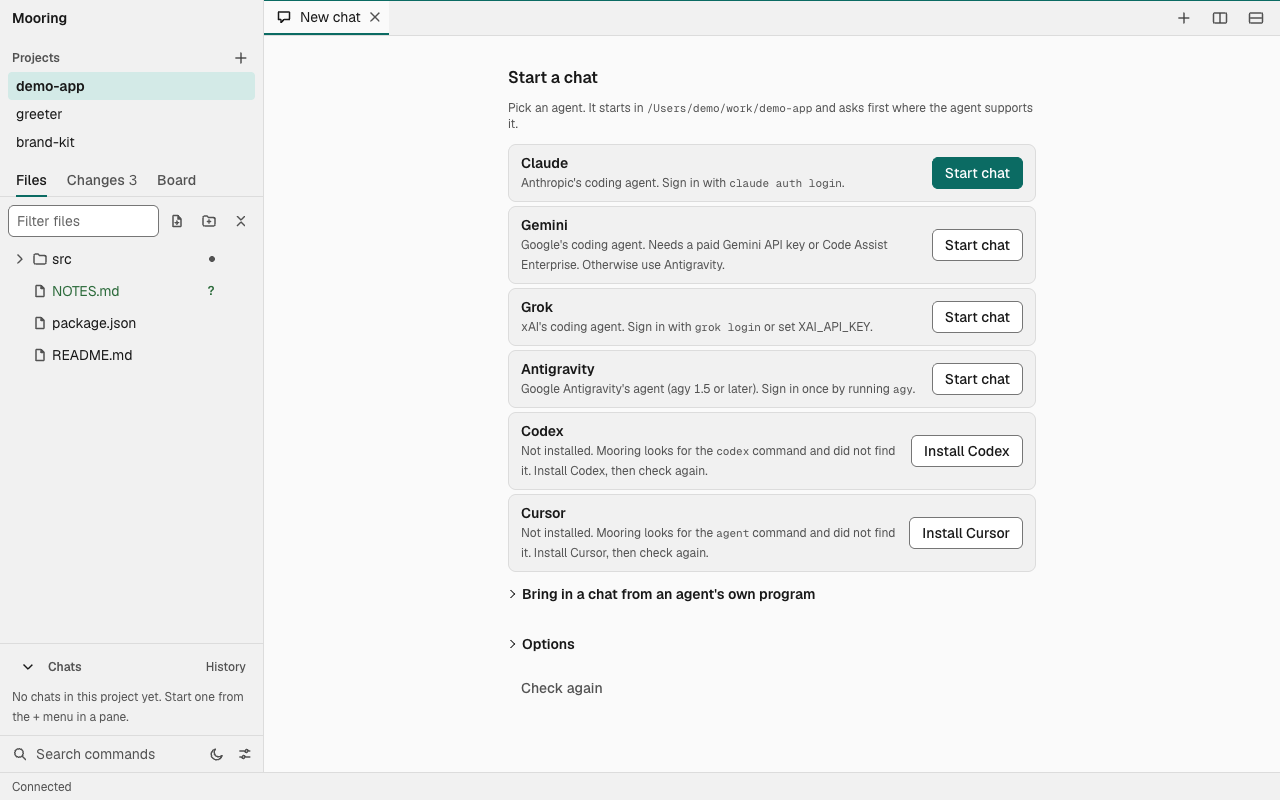 Mooring
Projects
demo-app
greeter
brand-kit
Files
Changes 3
Board
Filter files
src
NOTES.md
?
package.json
README.md
Chats
History
No chats in this project yet. Start one from
the + menu in a pane.
Search commands
Connected
New chat
Start a chat
Pick an agent. It starts in /Users/demo/work/demo-app and asks first where the agent supports
it.
Claude
Anthropic's coding agent. Sign in with claude auth login.
Start chat
Gemini
Google's coding agent. Needs a paid Gemini API key or Code Assist
Enterprise. Otherwise use Antigravity.
Start chat
Grok
xAI's coding agent. Sign in with grok login or set XAI_API_KEY.
Start chat
Antigravity
Google Antigravity's agent (agy 1.5 or later). Sign in once by running agy.
Start chat
Codex
Not installed. Mooring looks for the codex command and did not find
it. Install Codex, then check again.
Install Codex
Cursor
Not installed. Mooring looks for the agent command and did not find
it. Install Cursor, then check again.
Install Cursor
Bring in a chat from an agent's own program
Options
Check again